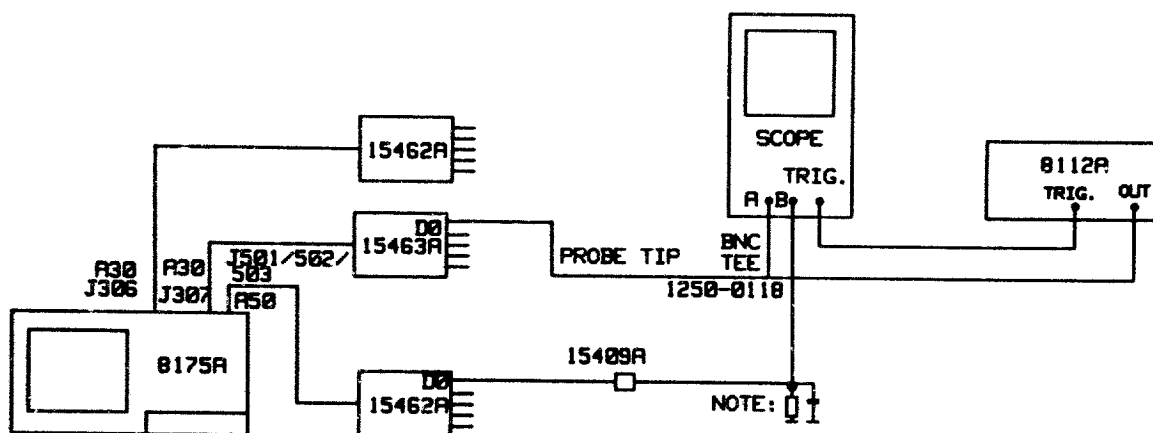 SCOPE
TRIG.
A B
8112A
TRIG. OUT
15462A
D0
15463A
PROBE TIP
BNC
TEE
1250-0118
A30
J306
A30
J307
J501/502/
503
A50
8175A
15409A
D0
15462A
NOTE: